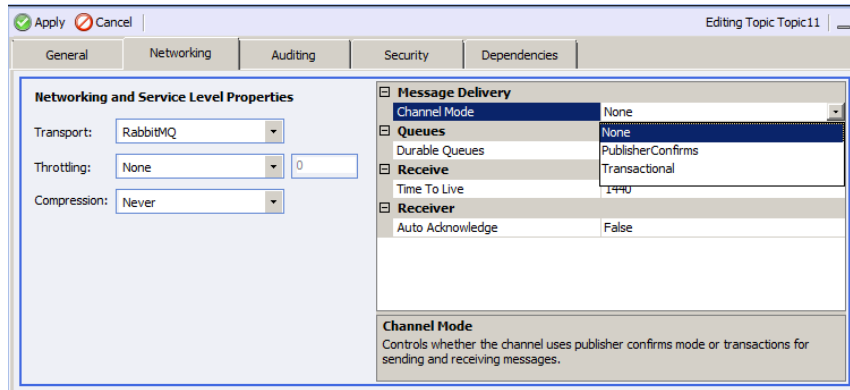 Apply Cancel Editing Topic Topic11
General Networking Auditing Security Dependencies
Networking and Service Level Properties
Transport: RabbitMQ
Throttling: None 0
Compression: Never
Message Delivery
Channel Mode None
None
PublisherConfirms
Transactional
Queues
Durable Queues
Receive
Time To Live 1440
Receiver
Auto Acknowledge False
Channel Mode
Controls whether the channel uses publisher confirms mode or transactions for
sending and receiving messages.